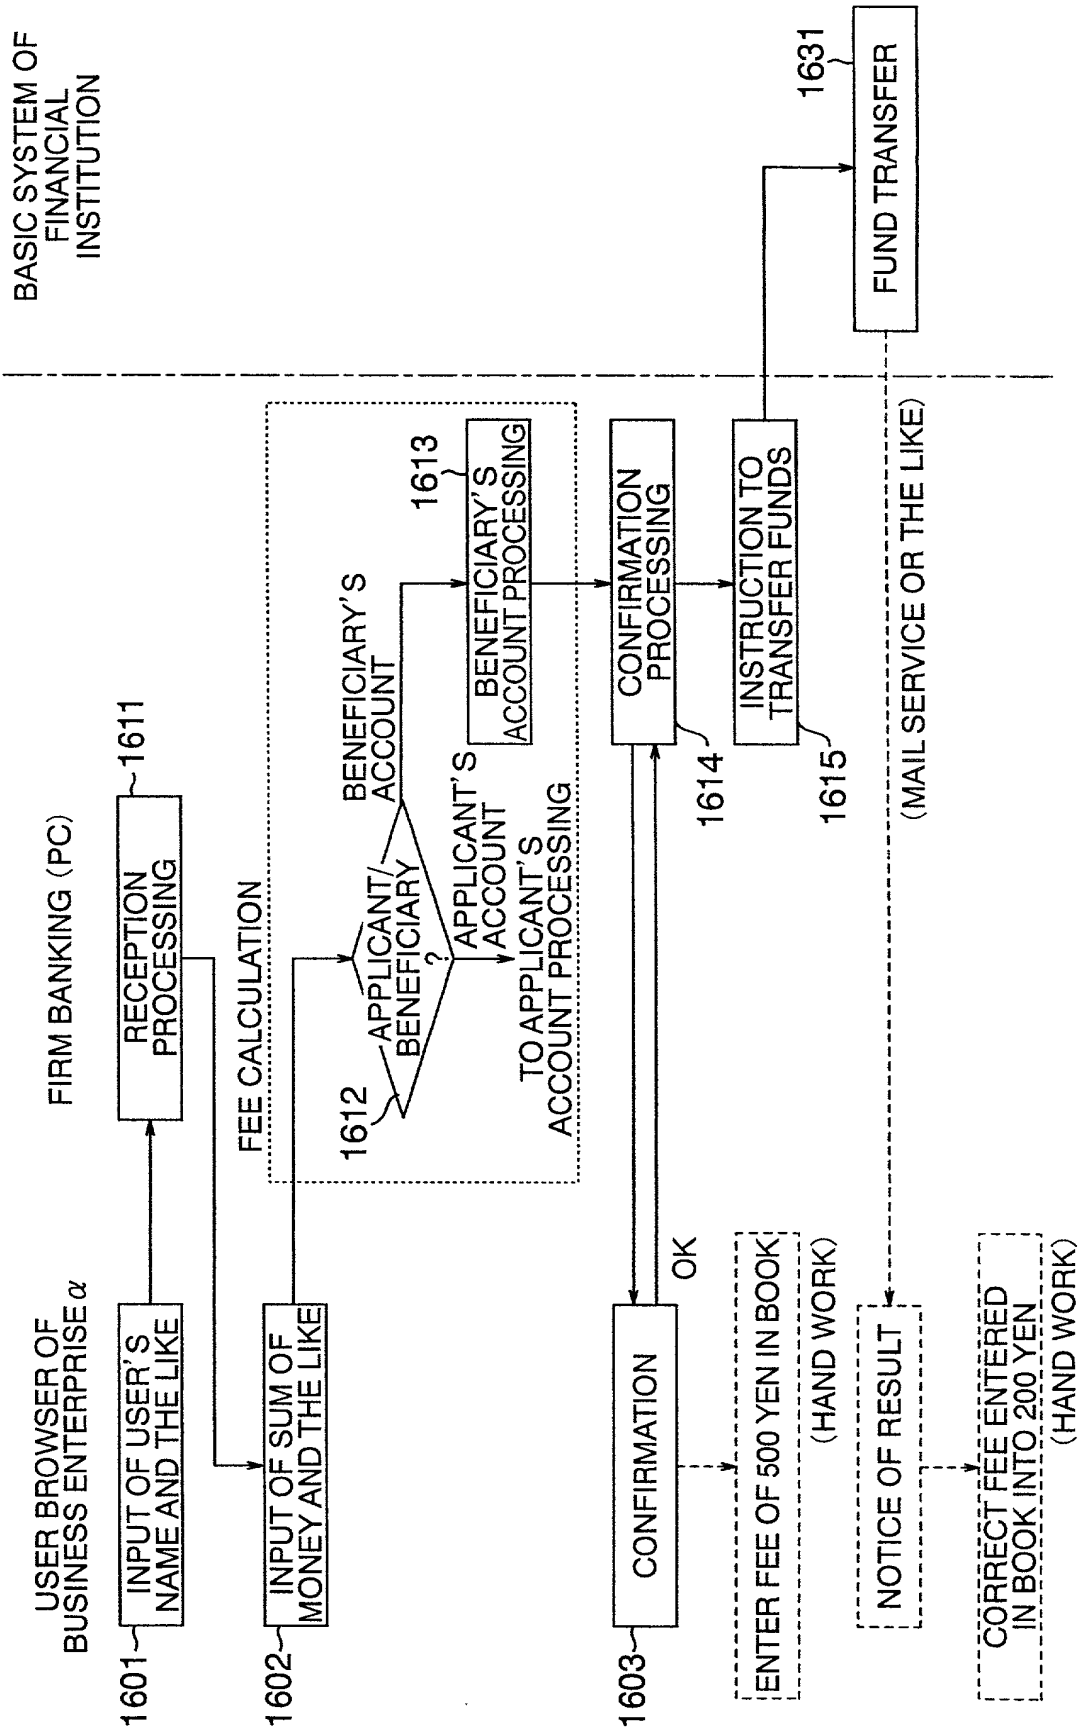 USER BROWSER OF
BUSINESS ENTERPRISE α
FIRM BANKING (PC)
BASIC SYSTEM OF
FINANCIAL
INSTITUTION
1601
INPUT OF USER'S
NAME AND THE LIKE
RECEPTION
PROCESSING
1611
1602
INPUT OF SUM OF
MONEY AND THE LIKE
FEE CALCULATION
1612
APPLICANT/
BENEFICIARY
?
BENEFICIARY'S
ACCOUNT
APPLICANT'S
ACCOUNT
TO APPLICANT'S
ACCOUNT PROCESSING
1613
BENEFICIARY'S
ACCOUNT PROCESSING
1603
CONFIRMATION
OK
CONFIRMATION
PROCESSING
1614
ENTER FEE OF 500 YEN IN BOOK
(HAND WORK)
INSTRUCTION TO
TRANSFER FUNDS
1615
1631
FUND TRANSFER
NOTICE OF RESULT
(MAIL SERVICE OR THE LIKE)
CORRECT FEE ENTERED
IN BOOK INTO 200 YEN
(HAND WORK)